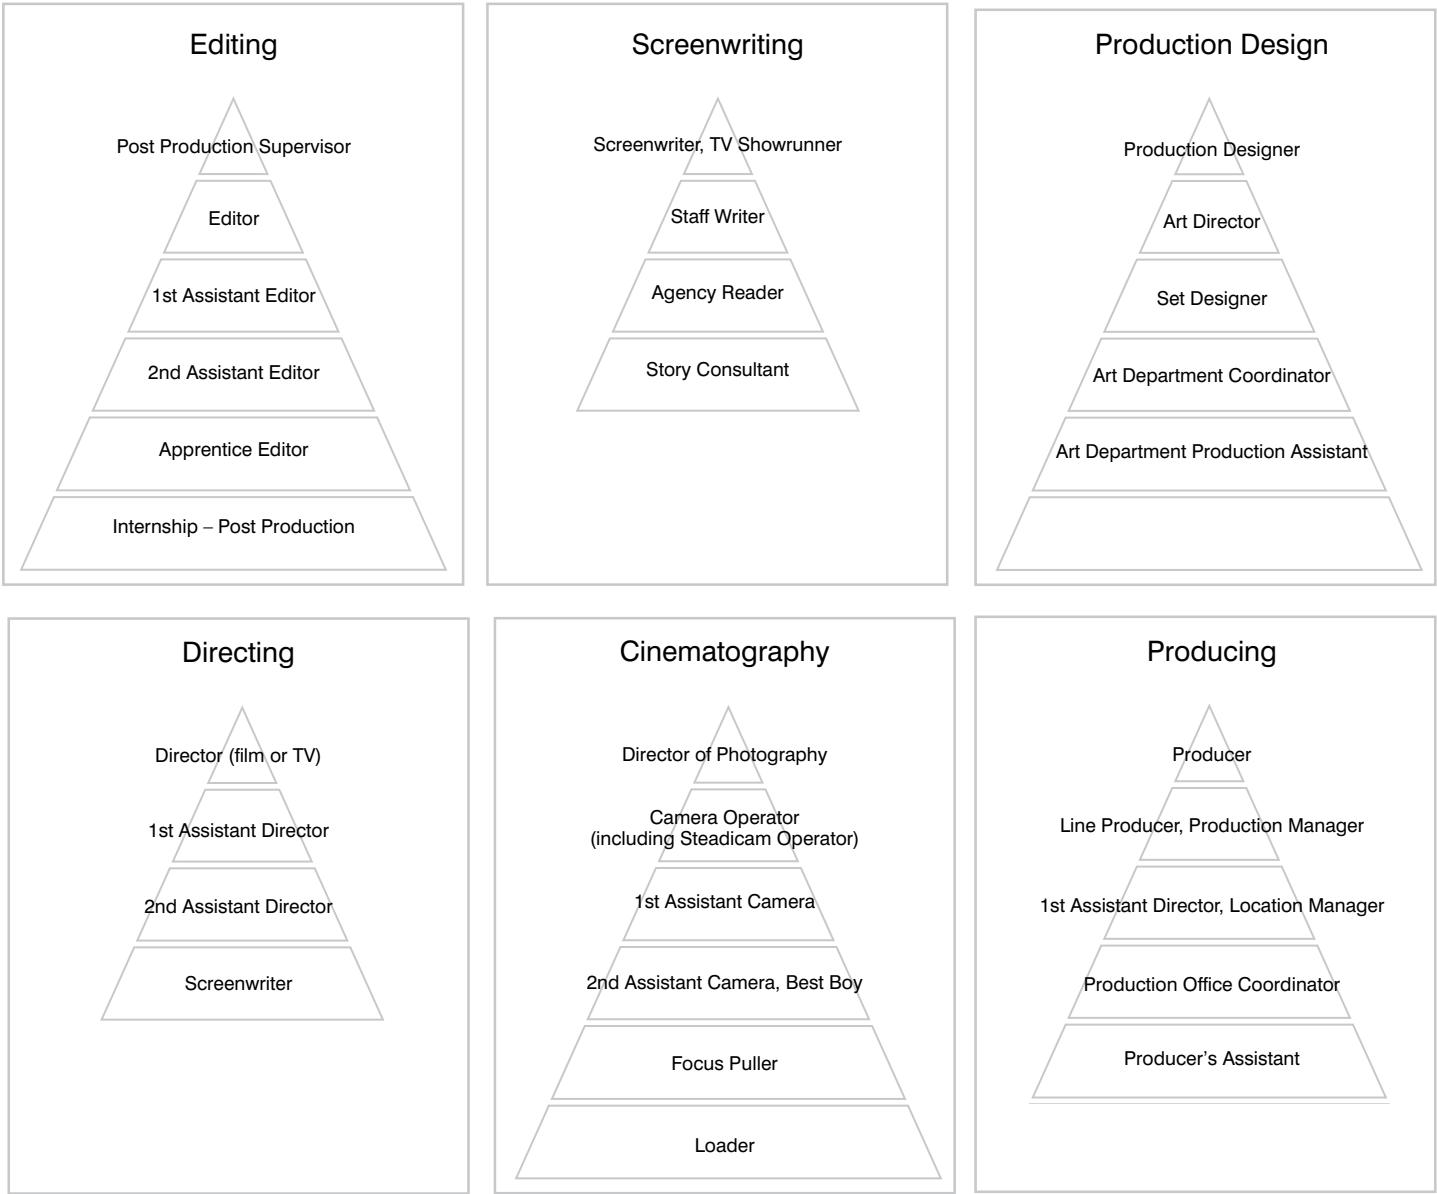 Editing
Post Production Supervisor
Editor
1st Assistant Editor
2nd Assistant Editor
Apprentice Editor
Internship – Post Production
Screenwriting
Screenwriter, TV Showrunner
Staff Writer
Agency Reader
Story Consultant
Production Design
Production Designer
Art Director
Set Designer
Art Department Coordinator
Art Department Production Assistant
Directing
Director (film or TV)
1st Assistant Director
2nd Assistant Director
Screenwriter
Cinematography
Director of Photography
Camera Operator
(including Steadicam Operator)
1st Assistant Camera
2nd Assistant Camera, Best Boy
Focus Puller
Loader
Producing
Producer
Line Producer, Production Manager
1st Assistant Director, Location Manager
Production Office Coordinator
Producer’s Assistant